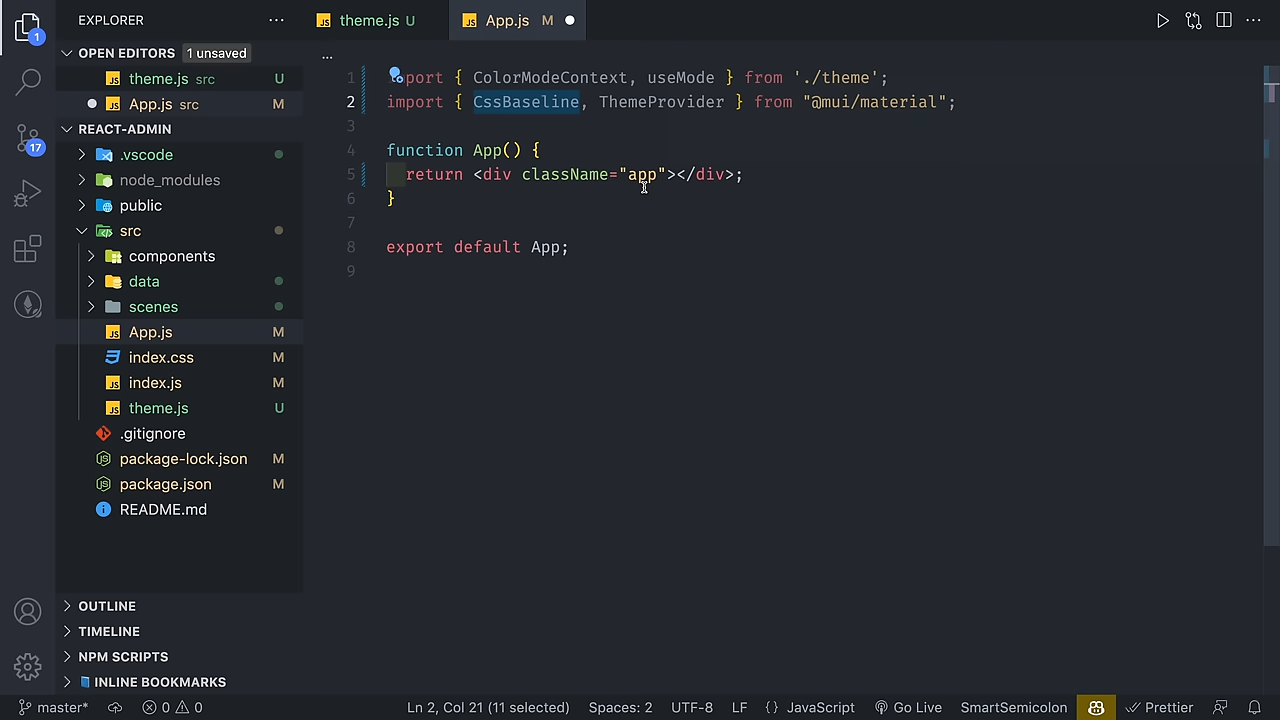 EXPLORER
theme.js U
App.js M
OPEN EDITORS 1 unsaved
theme.js src U
App.js src M
REACT-ADMIN
.vscode
node_modules
public
src
components
data
scenes
App.js M
index.css M
index.js M
theme.js U
.gitignore
package-lock.json M
package.json M
README.md
OUTLINE
TIMELINE
NPM SCRIPTS
INLINE BOOKMARKS
1
17
1 port { ColorModeContext, useMode } from './theme';
2 import { CssBaseline, ThemeProvider } from "@mui/material";
3
4 function App() {
5 return <div className="app"></div>;
6 }
7
8 export default App;
9
master* 0 0 Ln 2, Col 21 (11 selected) Spaces: 2 UTF-8 LF {} JavaScript Go Live SmartSemicolon Prettier